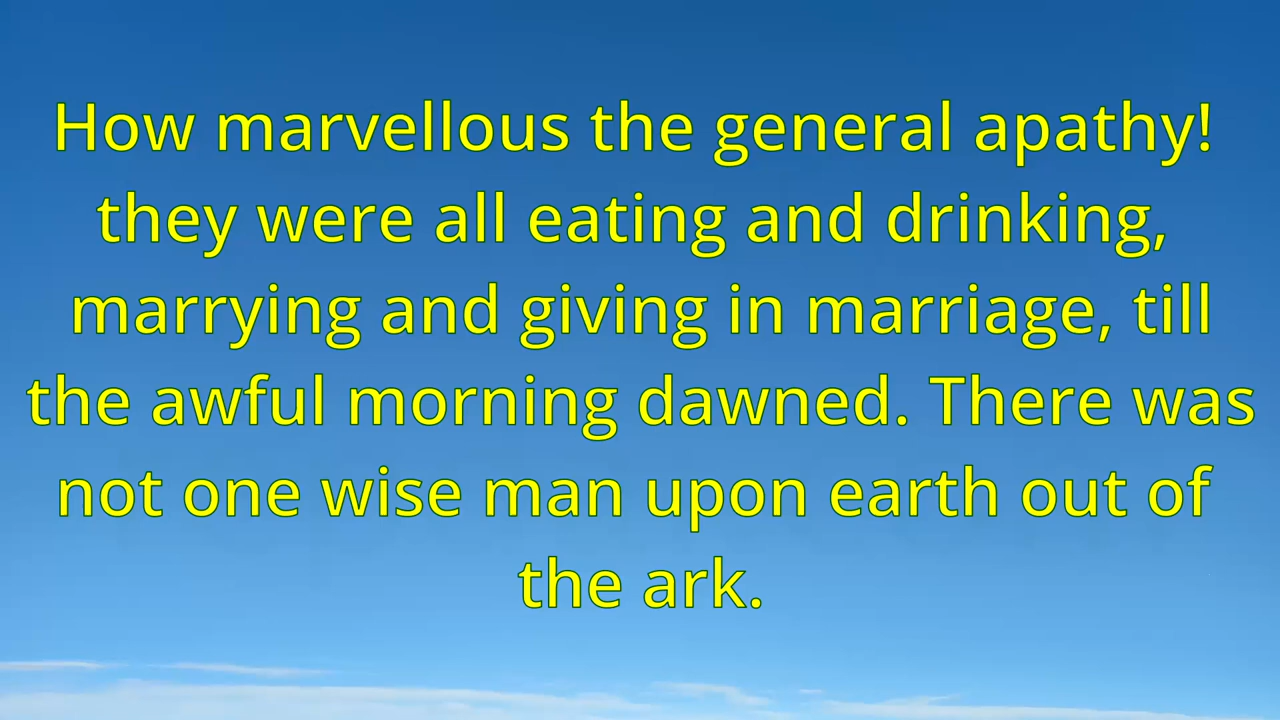 How marvellous the general apathy!
they were all eating and drinking,
marrying and giving in marriage, till
the awful morning dawned. There was
not one wise man upon earth out of
the ark.